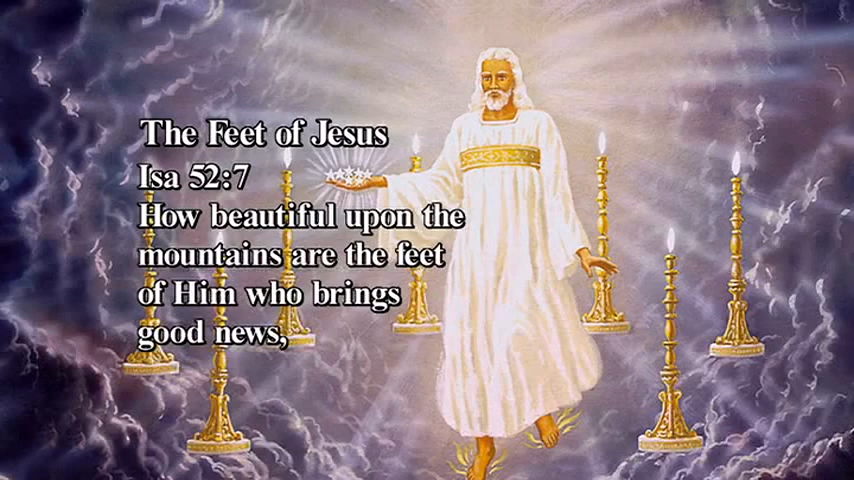 The Feet of Jesus
Isa 52:7
How beautiful upon the
mountains are the feet
of Him who brings
good news,